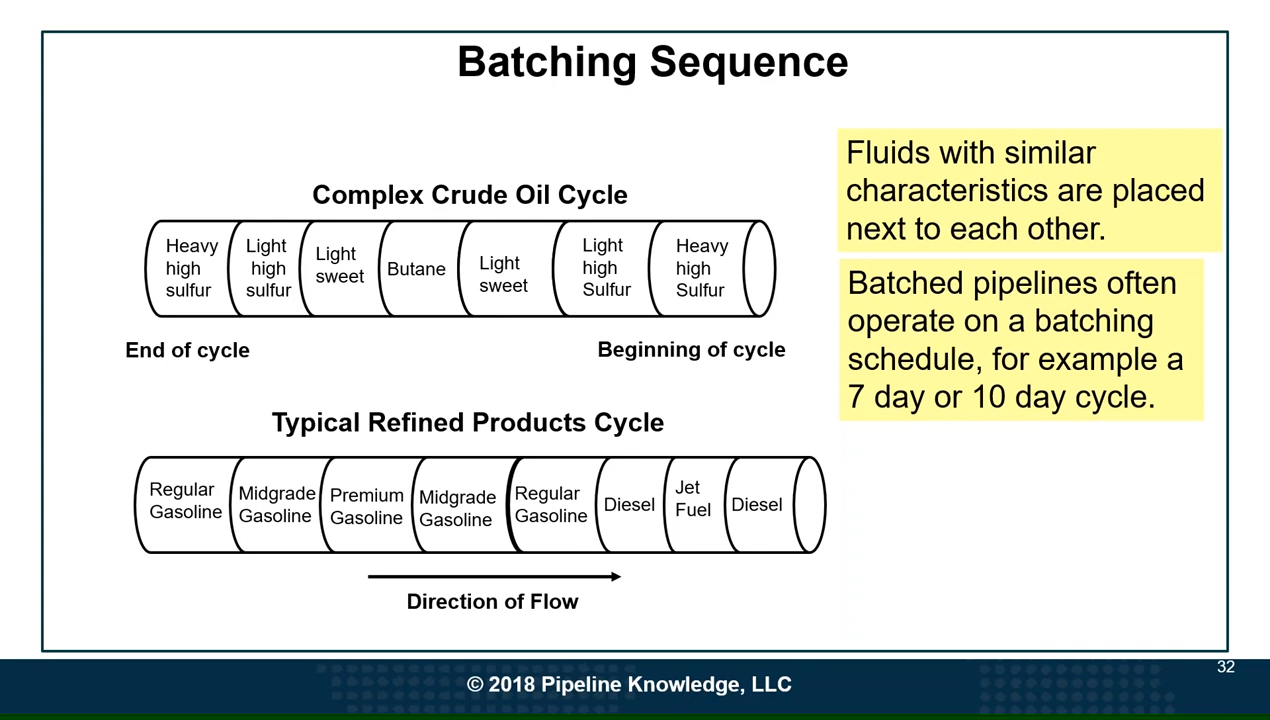 Batching Sequence
Complex Crude Oil Cycle
Heavy
high
sulfur
Light
high
sulfur
Light
sweet
Butane
Light
sweet
Light
high
Sulfur
Heavy
high
Sulfur
End of cycle
Beginning of cycle
Typical Refined Products Cycle
Regular
Gasoline
Midgrade
Gasoline
Premium
Gasoline
Midgrade
Gasoline
Regular
Gasoline
Diesel
Jet
Fuel
Diesel
Direction of Flow
Fluids with similar
characteristics are placed
next to each other.
Batched pipelines often
operate on a batching
schedule, for example a
7 day or 10 day cycle.
32
© 2018 Pipeline Knowledge, LLC